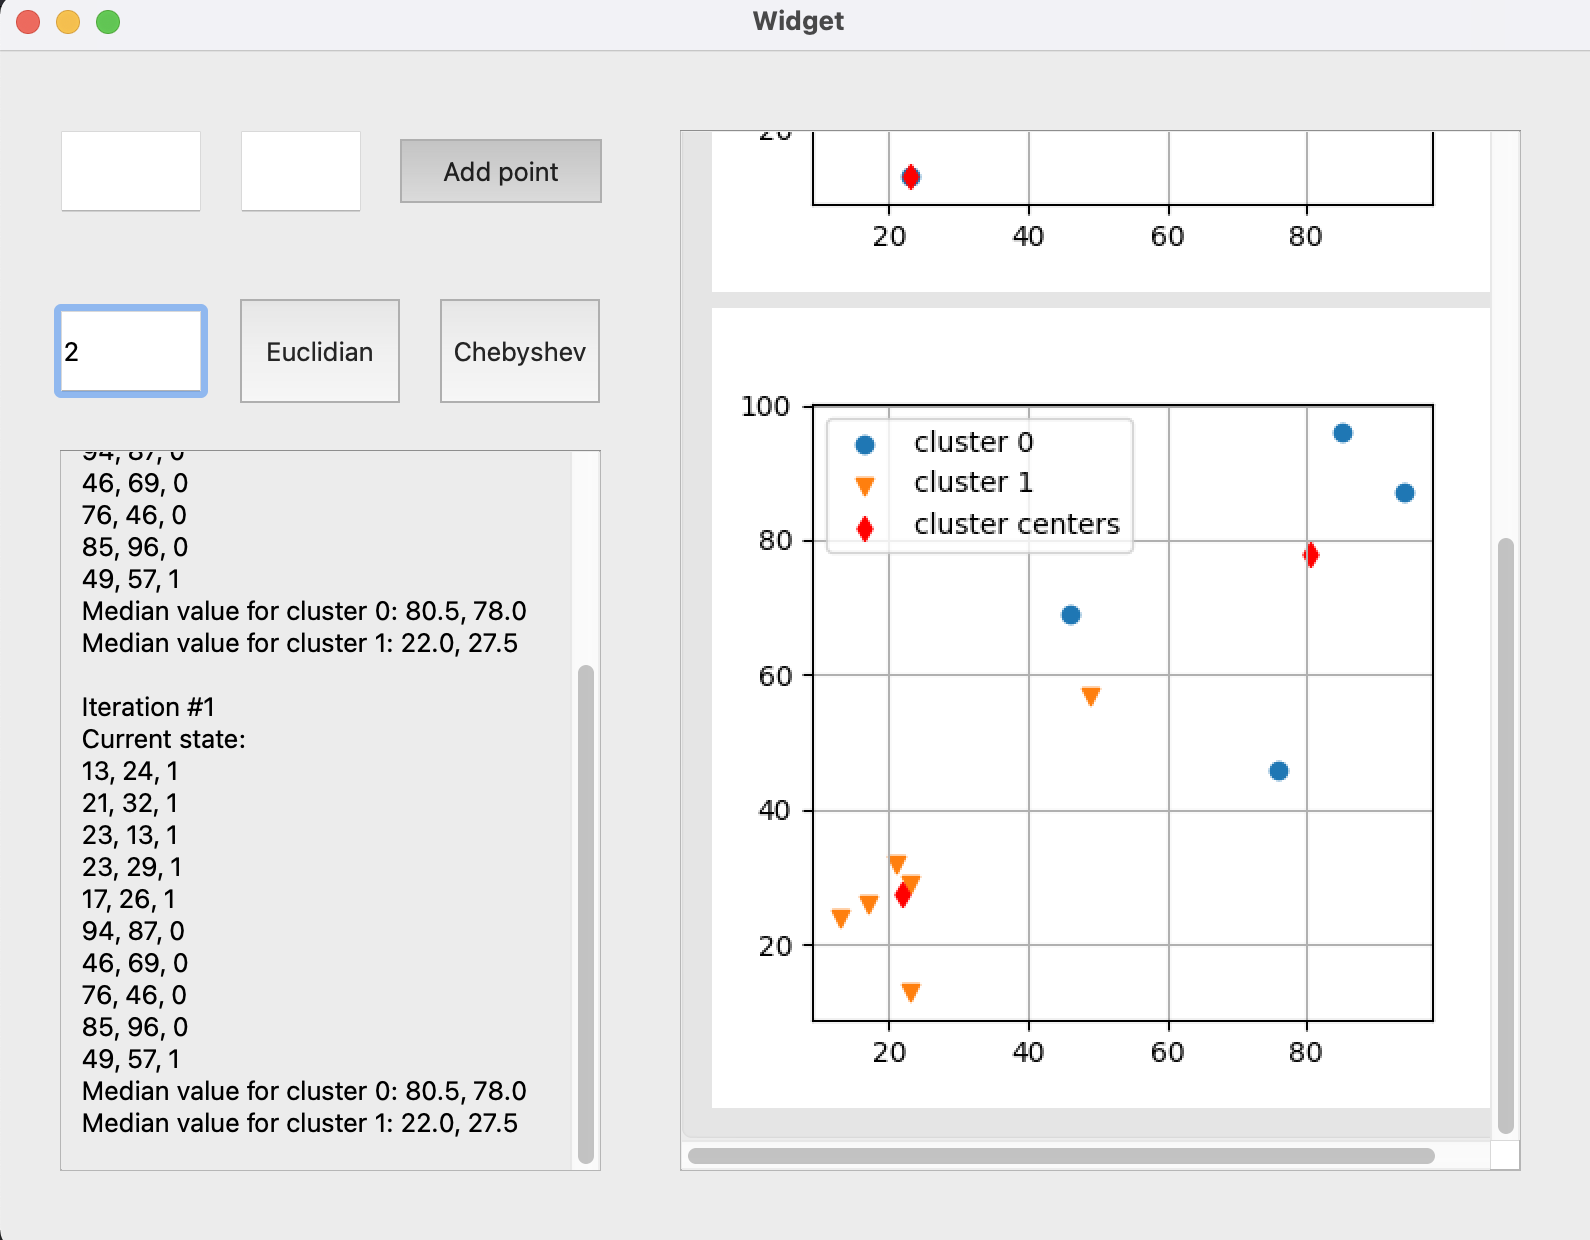 Widget
Add point
2
Euclidian
Chebyshev
94, 87, 0
46, 69, 0
76, 46, 0
85, 96, 0
49, 57, 1
Median value for cluster 0: 80.5, 78.0
Median value for cluster 1: 22.0, 27.5
Iteration #1
Current state:
13, 24, 1
21, 32, 1
23, 13, 1
23, 29, 1
17, 26, 1
94, 87, 0
46, 69, 0
76, 46, 0
85, 96, 0
49, 57, 1
Median value for cluster 0: 80.5, 78.0
Median value for cluster 1: 22.0, 27.5
20
20 40 60 80
100
cluster 0
cluster 1
cluster centers
80
60
40
20
20 40 60 80